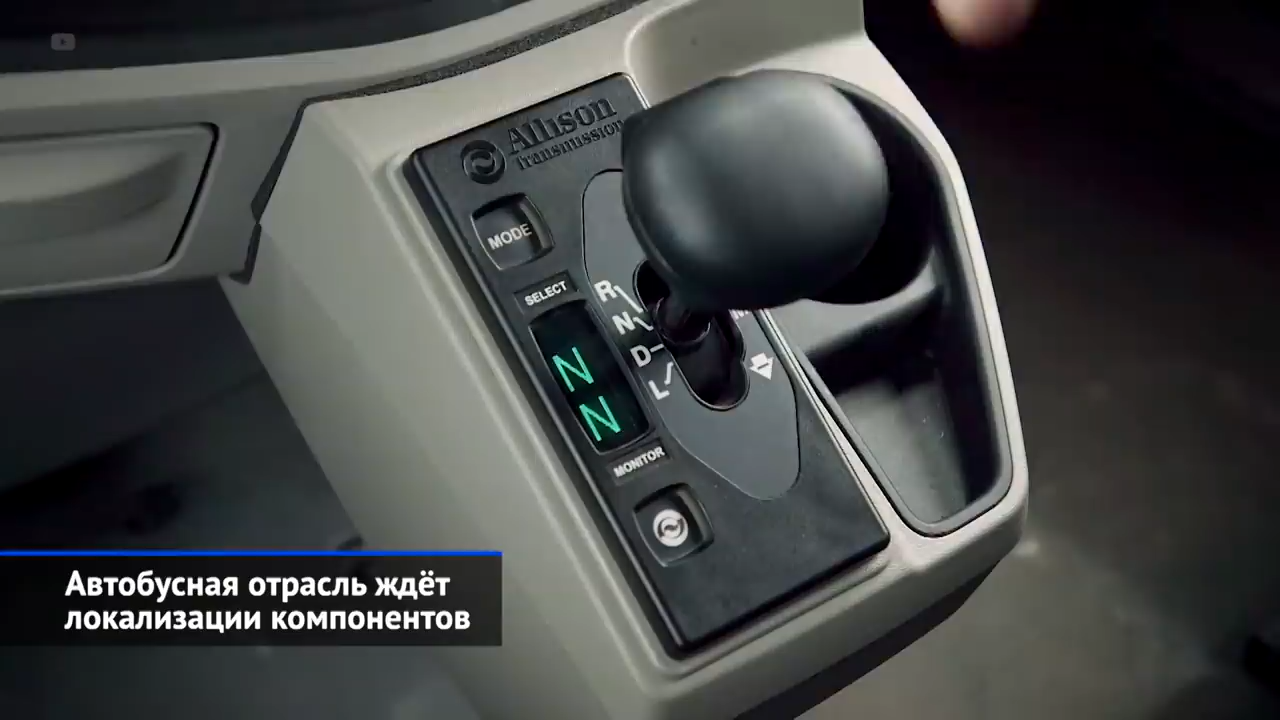 Allison
Transmission
MODE
SELECT
R
N
D
L
N
N
MONITOR
Автобусная отрасль ждёт
локализации компонентов